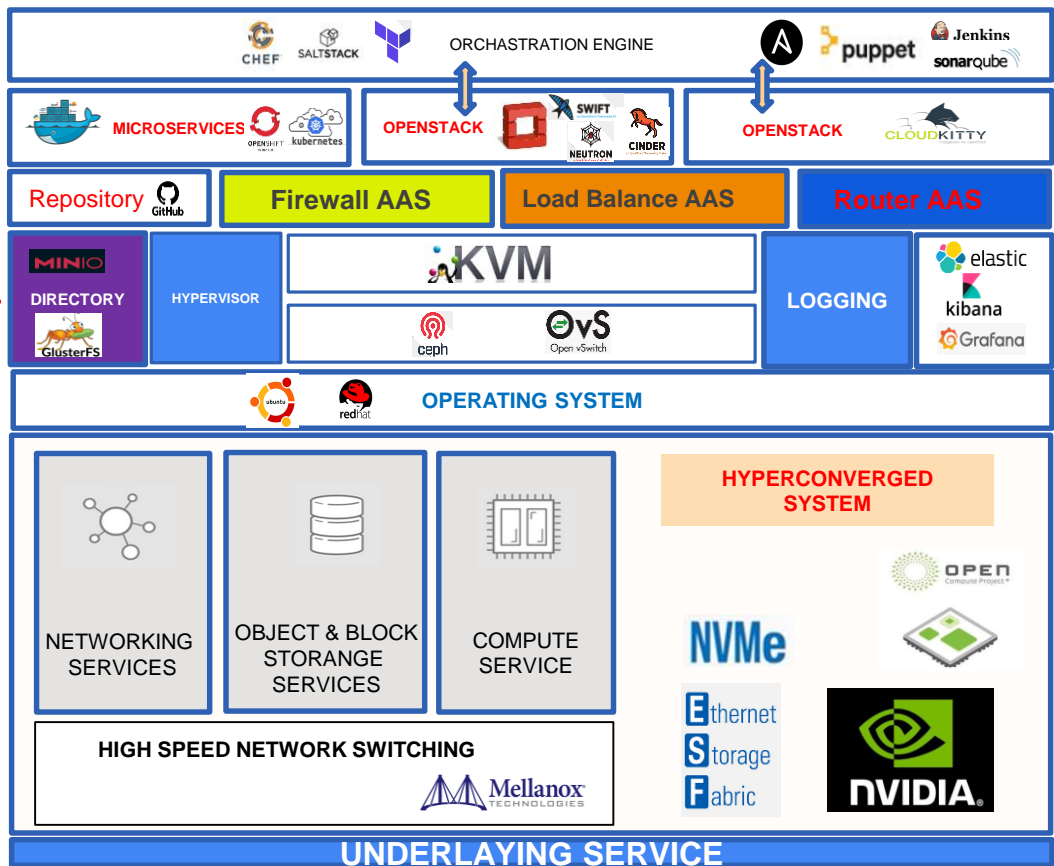 CHEF
SALTSTACK
ORCHASTRATION ENGINE
puppet
Jenkins
sonarqube
MICROSERVICES
OPENSHIFT
kubernetes
OPENSTACK
SWIFT
NEUTRON
CINDER
OPENSTACK
CLOUDKITTY
Repository
GitHub
Firewall AAS
Load Balance AAS
Router AAS
MINIO
DIRECTORY
GlusterFS
HYPERVISOR
KVM
ceph
OvS
Open vSwitch
LOGGING
elastic
kibana
Grafana
ubuntu
redhat
OPERATING SYSTEM
NETWORKING
SERVICES
OBJECT & BLOCK
STORANGE
SERVICES
COMPUTE
SERVICE
HYPERCONVERGED
SYSTEM
OPEN
Compute Project®
NVMe
Ethernet
Storage
Fabric
NVIDIA.®
HIGH SPEED NETWORK SWITCHING
Mellanox
TECHNOLOGIES
UNDERLAYING SERVICE